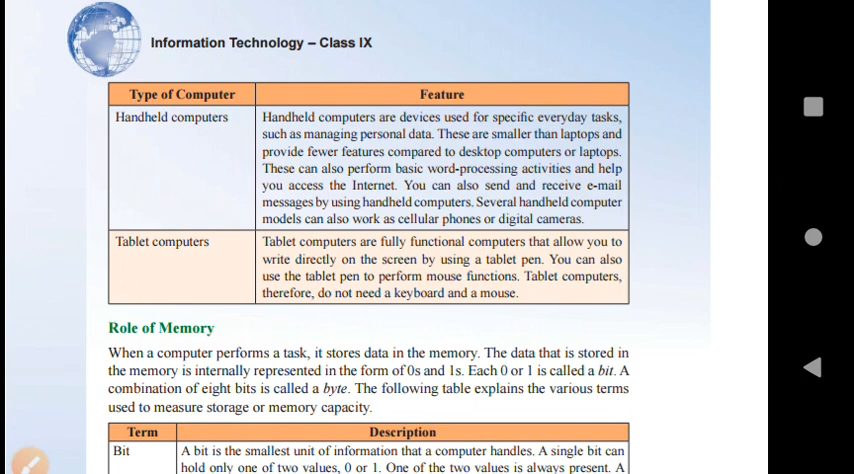 Information Technology – Class IX
Type of Computer Feature
Handheld computers Handheld computers are devices used for specific everyday tasks,
such as managing personal data. These are smaller than laptops and
provide fewer features compared to desktop computers or laptops.
These can also perform basic word-processing activities and help
you access the Internet. You can also send and receive e-mail
messages by using handheld computers. Several handheld computer
models can also work as cellular phones or digital cameras.
Tablet computers Tablet computers are fully functional computers that allow you to
write directly on the screen by using a tablet pen. You can also
use the tablet pen to perform mouse functions. Tablet computers,
therefore, do not need a keyboard and a mouse.
Role of Memory
When a computer performs a task, it stores data in the memory. The data that is stored in
the memory is internally represented in the form of 0s and 1s. Each 0 or 1 is called a bit. A
combination of eight bits is called a byte. The following table explains the various terms
used to measure storage or memory capacity.
Term Description
Bit A bit is the smallest unit of information that a computer handles. A single bit can
hold only one of two values, 0 or 1. One of the two values is always present. A